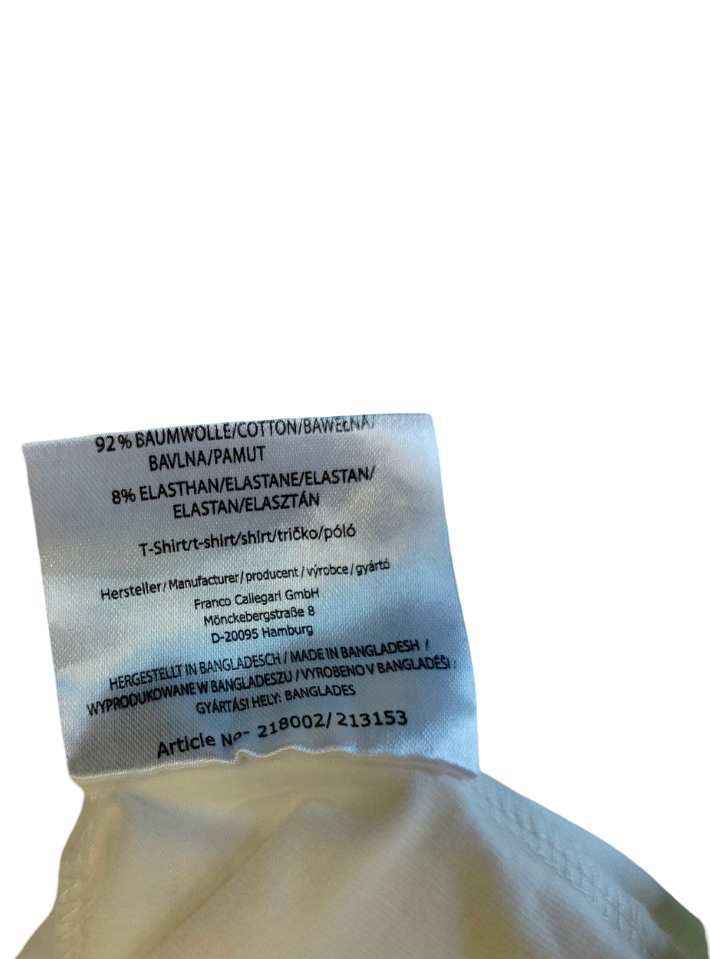 92% BAUMWOLLE/COTTON/BAWEŁNA/
BAVLNA/PAMUT
8% ELASTHAN/ELASTANE/ELASTAN/
ELASTAN/ELASZTÁN
T-Shirt/t-shirt/shirt/tričko/póló
Hersteller/Manufacturer/producent/výrobce/gyártó
Franco Callegari GmbH
Mönckebergstraße 8
D-20095 Hamburg
HERGESTELLT IN BANGLADESCH / MADE IN BANGLADESH /
WYPRODUKOWANE W BANGLADESZU / VYROBENO V BANGLADÉŠI /
GYÁRTÁSI HELY: BANGLADES
Article No- 218002/213153